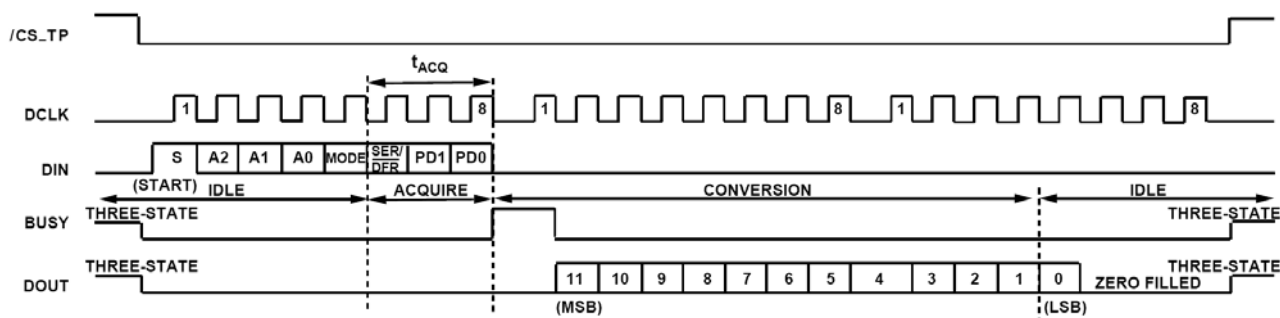 /CS_TP
tACQ
DCLK 1 8 1 8 1 8
DIN S A2 A1 A0 MODE SER/DFR PD1 PD0
(START) IDLE ACQUIRE CONVERSION IDLE
THREE-STATE THREE-STATE
BUSY
THREE-STATE THREE-STATE
DOUT 11 10 9 8 7 6 5 4 3 2 1 0 ZERO FILLED
(MSB) (LSB)